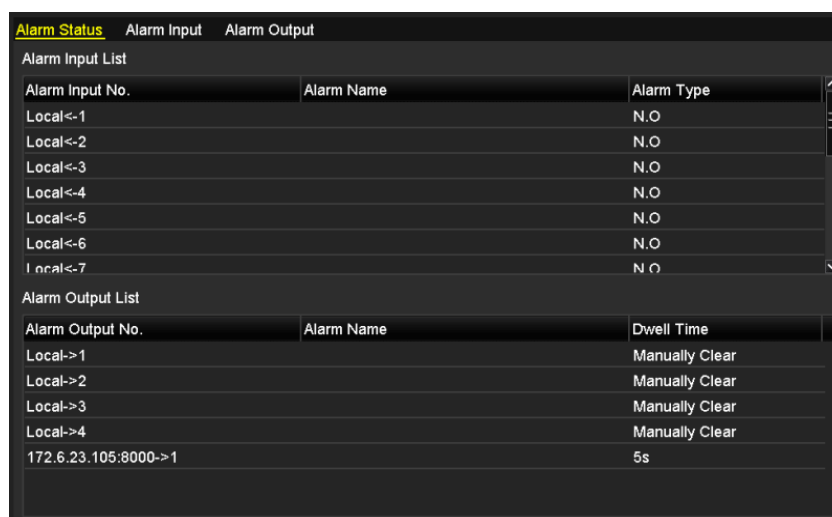 Alarm Status Alarm Input Alarm Output
Alarm Input List
Alarm Input No. Alarm Name Alarm Type
Local<-1 N.O
Local<-2 N.O
Local<-3 N.O
Local<-4 N.O
Local<-5 N.O
Local<-6 N.O
Local<-7 N.O
Alarm Output List
Alarm Output No. Alarm Name Dwell Time
Local->1 Manually Clear
Local->2 Manually Clear
Local->3 Manually Clear
Local->4 Manually Clear
172.6.23.105:8000->1 5s